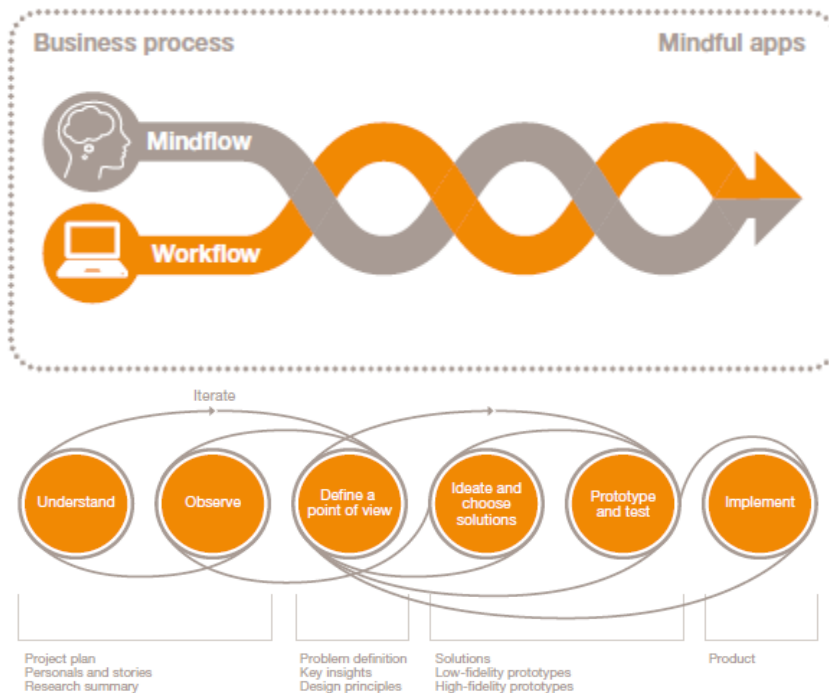 Business process
Mindful apps
Mindflow
Workflow
Iterate
Understand
Observe
Define a
point of view
Ideate and
choose
solutions
Prototype
and test
Implement
Project plan
Personals and stories
Research summary
Problem definition
Key insights
Design principles
Solutions
Low-fidelity prototypes
High-fidelity prototypes
Product